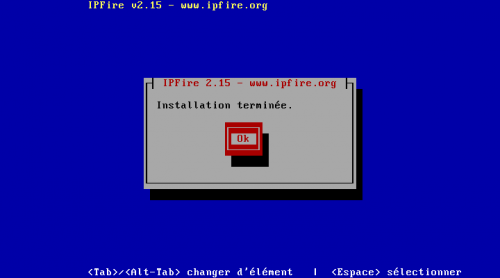 IPFire v2.15 - www.ipfire.org
IPFire 2.15 - www.ipfire.org
Installation terminée.
Ok
<Tab>/<Alt-Tab> changer d'élément | <Espace> sélectionner